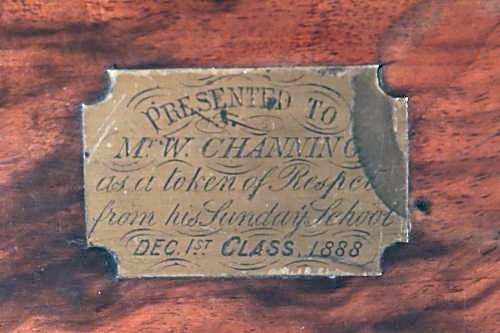 PRESENTED TO
Mr. W. CHANNING
as a token of Respect
from his Sunday School
DEC. 1ST CLASS, 1888